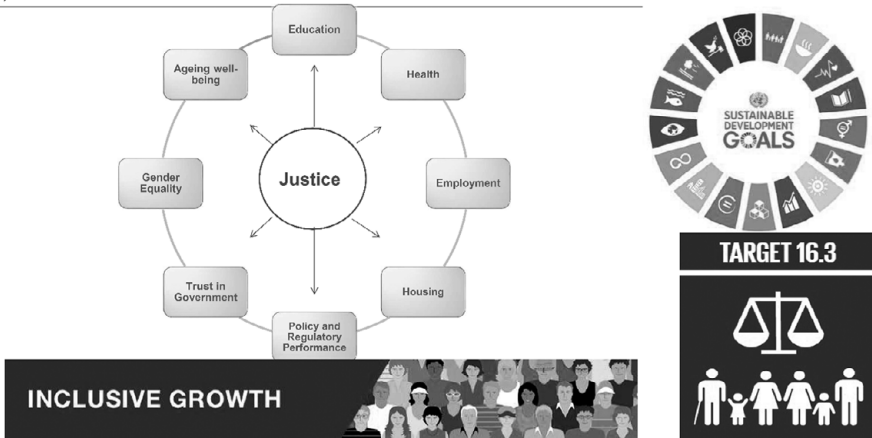 Education
Ageing well-
being
Health
Gender
Equality
Justice
Employment
Trust in
Government
Housing
Policy and
Regulatory
Performance
INCLUSIVE GROWTH
SUSTAINABLE
DEVELOPMENT
GOALS
TARGET 16.3